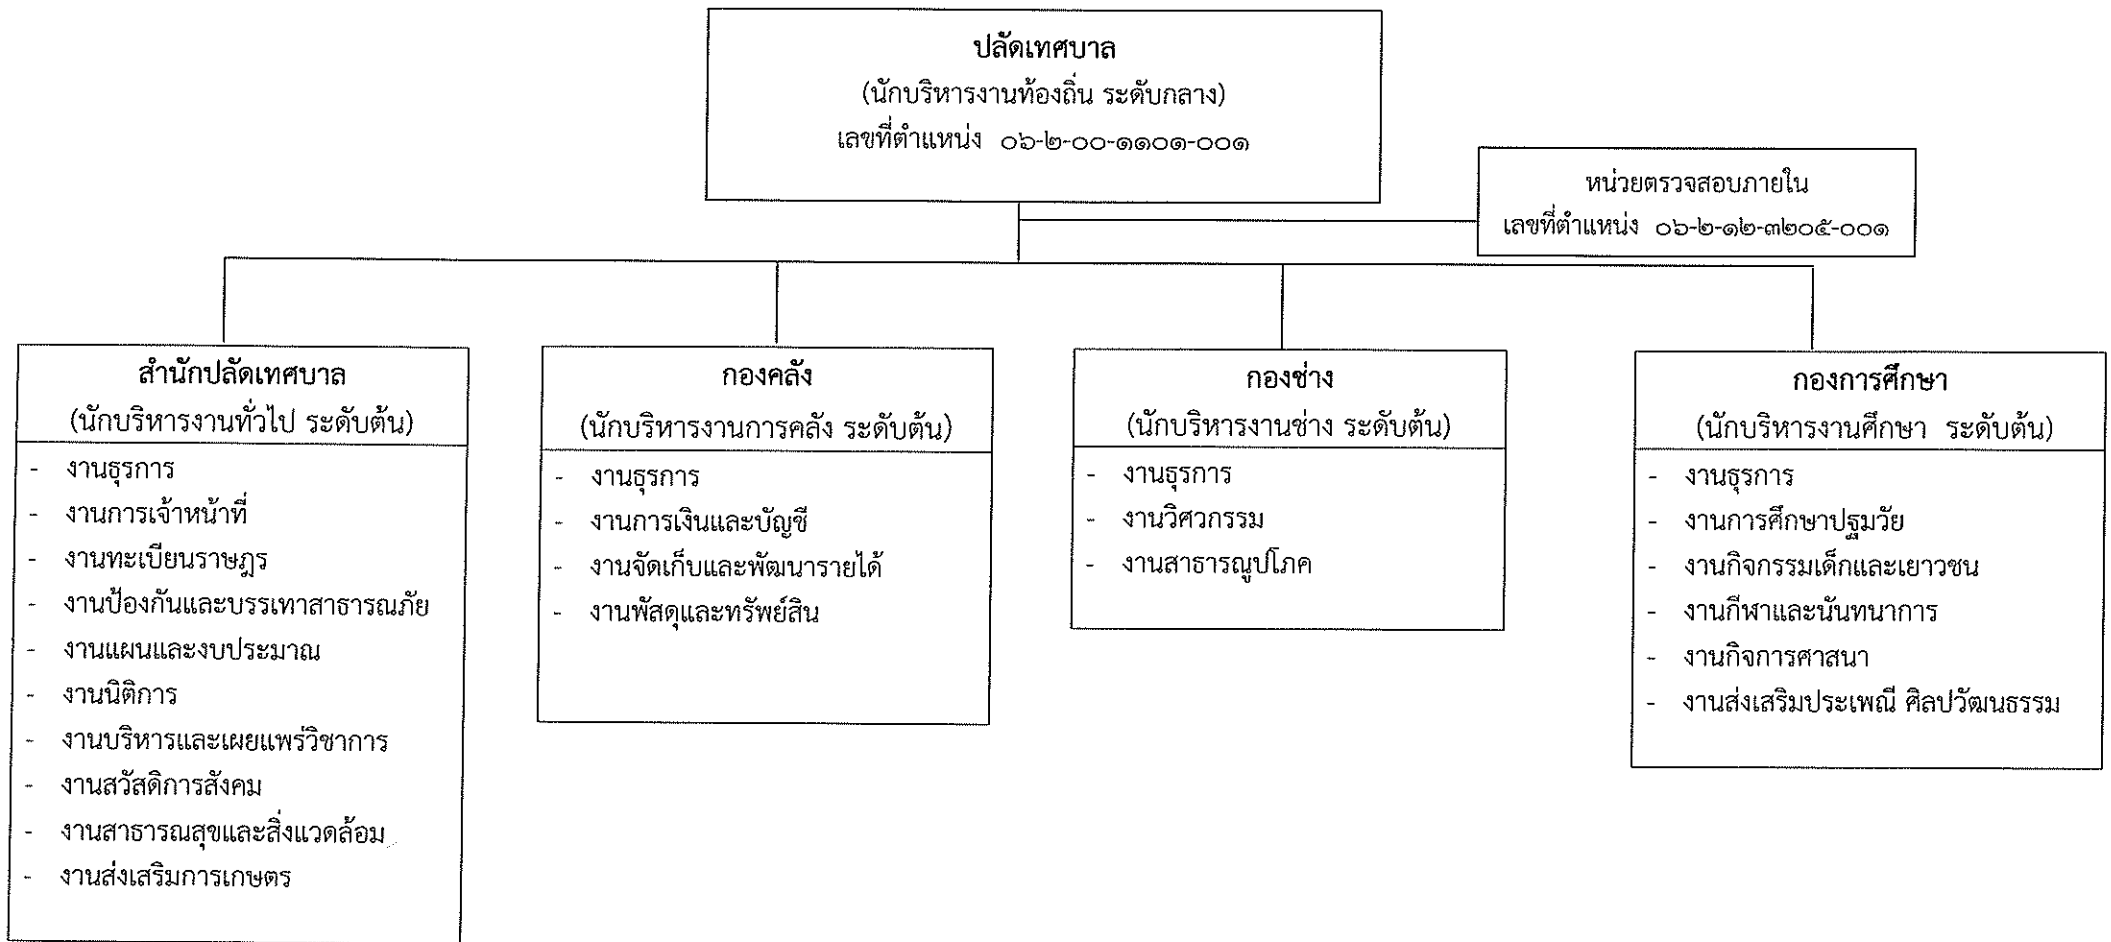 ปลัดเทศบาล
(นักบริหารงานท้องถิ่น ระดับกลาง)
เลขที่ตำแหน่ง ๐๖-๒-๐๐-๑๑๐๑-๐๐๑
หน่วยตรวจสอบภายใน
เลขที่ตำแหน่ง ๐๖-๒-๑๒-๓๒๐๕-๐๐๑
สำนักปลัดเทศบาล
(นักบริหารงานทั่วไป ระดับต้น)
- งานธุรการ
- งานการเจ้าหน้าที่
- งานทะเบียนราษฎร
- งานป้องกันและบรรเทาสาธารณภัย
- งานแผนและงบประมาณ
- งานนิติการ
- งานบริหารและเผยแพร่วิชาการ
- งานสวัสดิการสังคม
- งานสาธารณสุขและสิ่งแวดล้อม
- งานส่งเสริมการเกษตร
กองคลัง
(นักบริหารงานการคลัง ระดับต้น)
- งานธุรการ
- งานการเงินและบัญชี
- งานจัดเก็บและพัฒนารายได้
- งานพัสดุและทรัพย์สิน
กองช่าง
(นักบริหารงานช่าง ระดับต้น)
- งานธุรการ
- งานวิศวกรรม
- งานสาธารณูปโภค
กองการศึกษา
(นักบริหารงานศึกษา ระดับต้น)
- งานธุรการ
- งานการศึกษาปฐมวัย
- งานกิจกรรมเด็กและเยาวชน
- งานกีฬาและนันทนาการ
- งานกิจการศาสนา
- งานส่งเสริมประเพณี ศิลปวัฒนธรรม